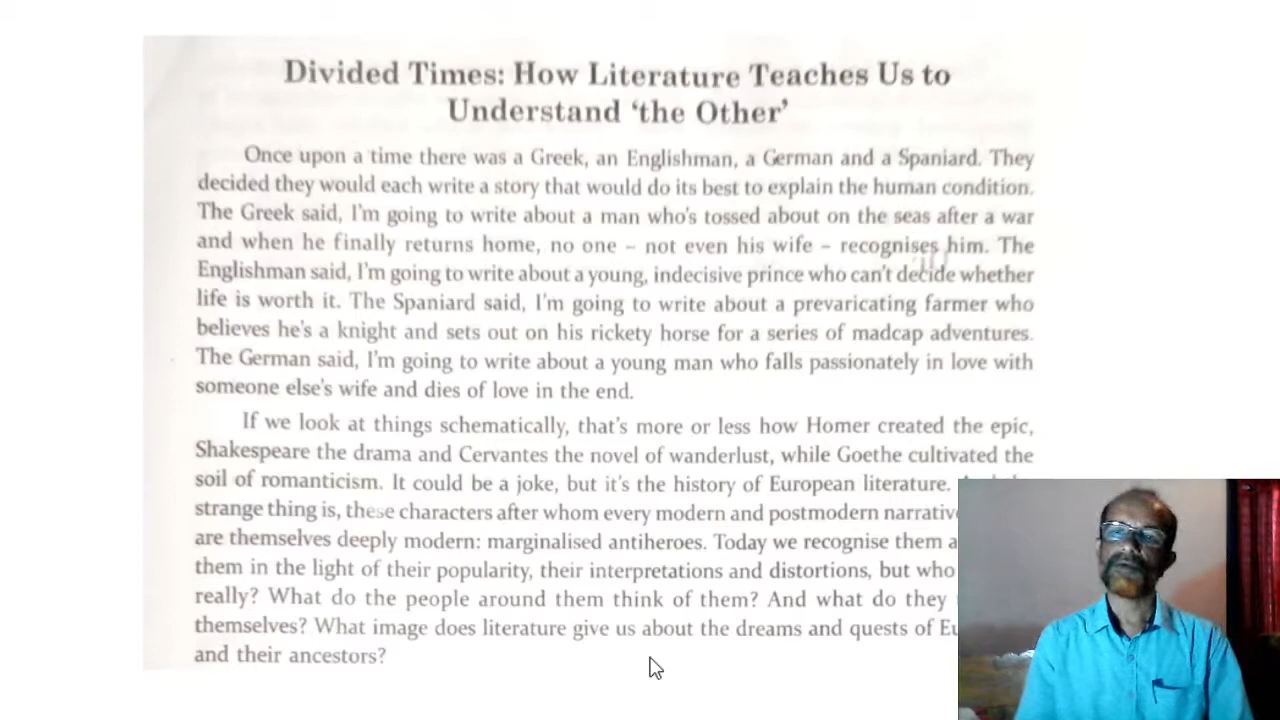 Divided Times: How Literature Teaches Us to
Understand ‘the Other’
Once upon a time there was a Greek, an Englishman, a German and a Spaniard. They
decided they would each write a story that would do its best to explain the human condition.
The Greek said, I'm going to write about a man who's tossed about on the seas after a war
and when he finally returns home, no one – not even his wife – recognises him. The
Englishman said, I'm going to write about a young, indecisive prince who can't decide whether
life is worth it. The Spaniard said, I'm going to write about a prevaricating farmer who
believes he's a knight and sets out on his rickety horse for a series of madcap adventures.
The German said, I'm going to write about a young man who falls passionately in love with
someone else's wife and dies of love in the end.
If we look at things schematically, that's more or less how Homer created the epic,
Shakespeare the drama and Cervantes the novel of wanderlust, while Goethe cultivated the
soil of romanticism. It could be a joke, but it's the history of European literature.
strange thing is, these characters after whom every modern and postmodern
are themselves deeply modern: marginalised antiheroes. Today we recognise them
them in the light of their popularity, their interpretations and distortions, but who
really? What do the people around them think of them? And what do they
themselves? What image does literature give us about the dreams and quests of
and their ancestors?